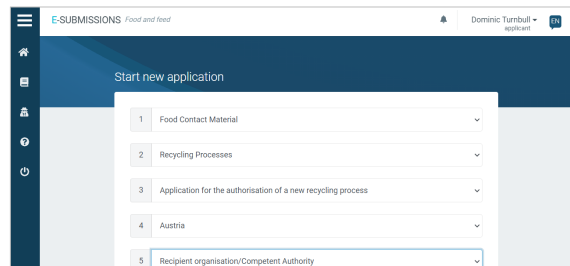 E-SUBMISSIONS Food and feed
Dominic Turnbull
applicant
EN
Start new application
1 Food Contact Material
2 Recycling Processes
3 Application for the authorisation of a new recycling process
4 Austria
5 Recipient organisation/Competent Authority